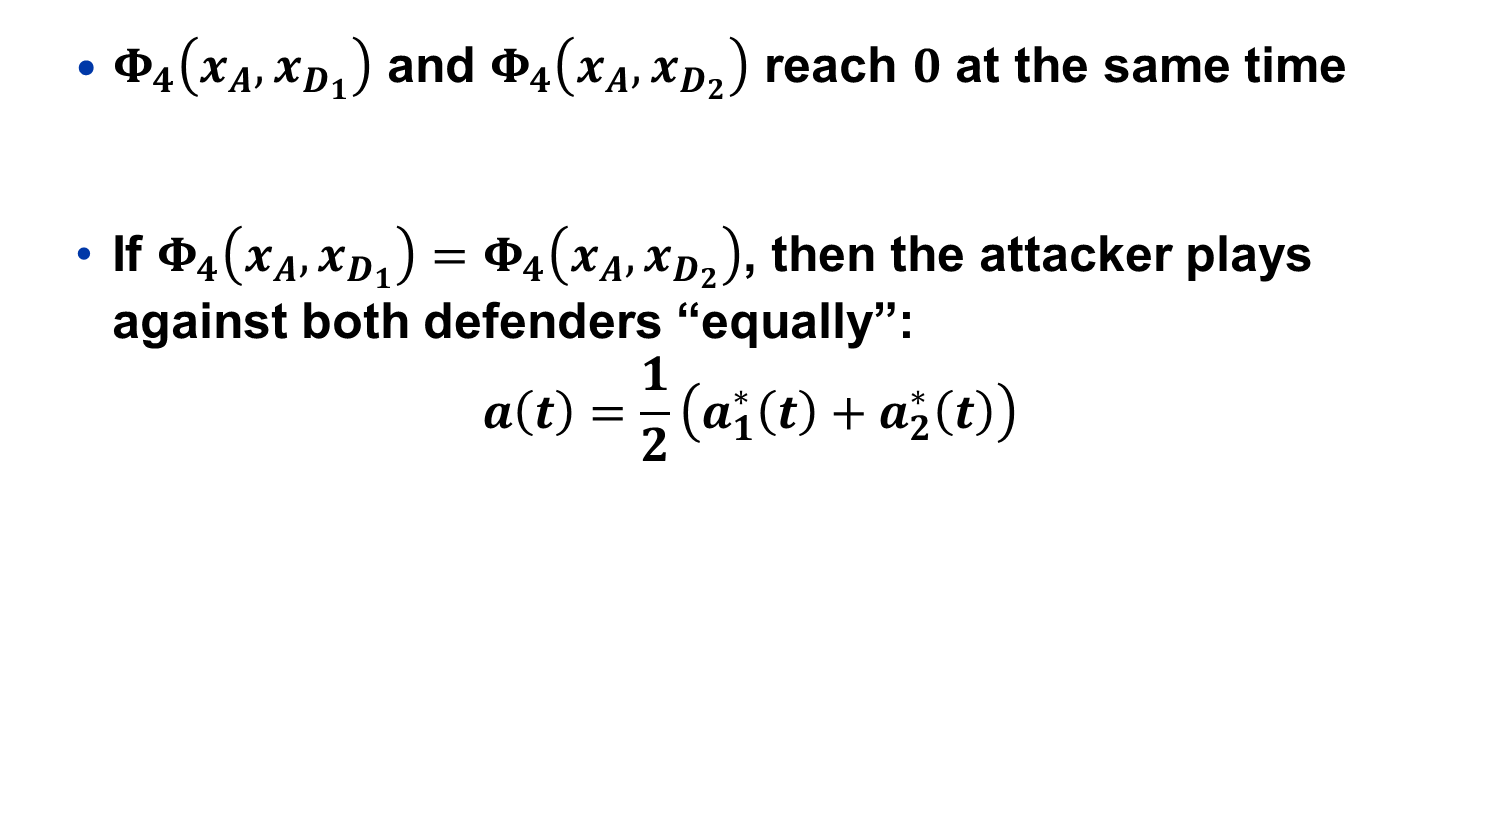 • 𝚽₄(x_A, x_{D₁}) and 𝚽₄(x_A, x_{D₂}) reach 0 at the same time
• If 𝚽₄(x_A, x_{D₁}) = 𝚽₄(x_A, x_{D₂}), then the attacker plays
against both defenders “equally”:
a(t) = 1/2 (a₁*(t) + a₂*(t))